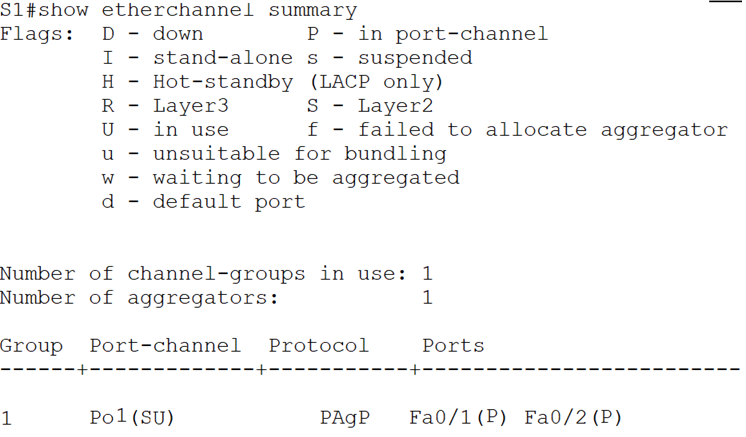 S1#show etherchannel summary
Flags:  D - down        P - in port-channel
        I - stand-alone s - suspended
        H - Hot-standby (LACP only)
        R - Layer3      S - Layer2
        U - in use      f - failed to allocate aggregator
        u - unsuitable for bundling
        w - waiting to be aggregated
        d - default port
Number of channel-groups in use: 1
Number of aggregators:           1
Group  Port-channel  Protocol    Ports
------+-------------+-----------+-------------------------
1      Po1(SU)           PAgP   Fa0/1(P) Fa0/2(P)